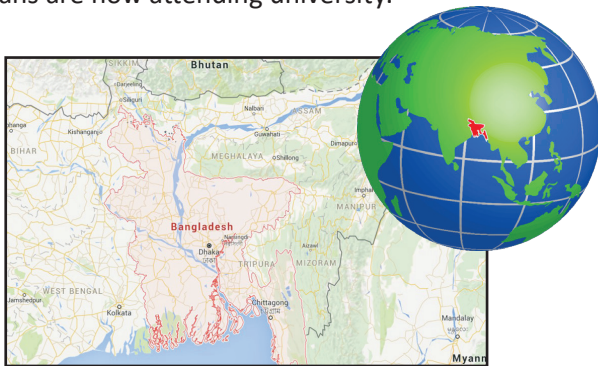 ans are now attending university.
SIKKIM
Bhutan
Darjeeling
Siliguri
Nalbari
ASSAM
Kishanganj
Guwahati
Dimapur
BIHAR
MEGHALAYA
Shillong
Imphal
MANIPUR
Bangladesh
Narsingdi
Dhaka
Aizawl
TRIPURA
MIZORAM
WEST BENGAL
Jamshedpur
Kolkata
Chittagong
Mandalay
Myann